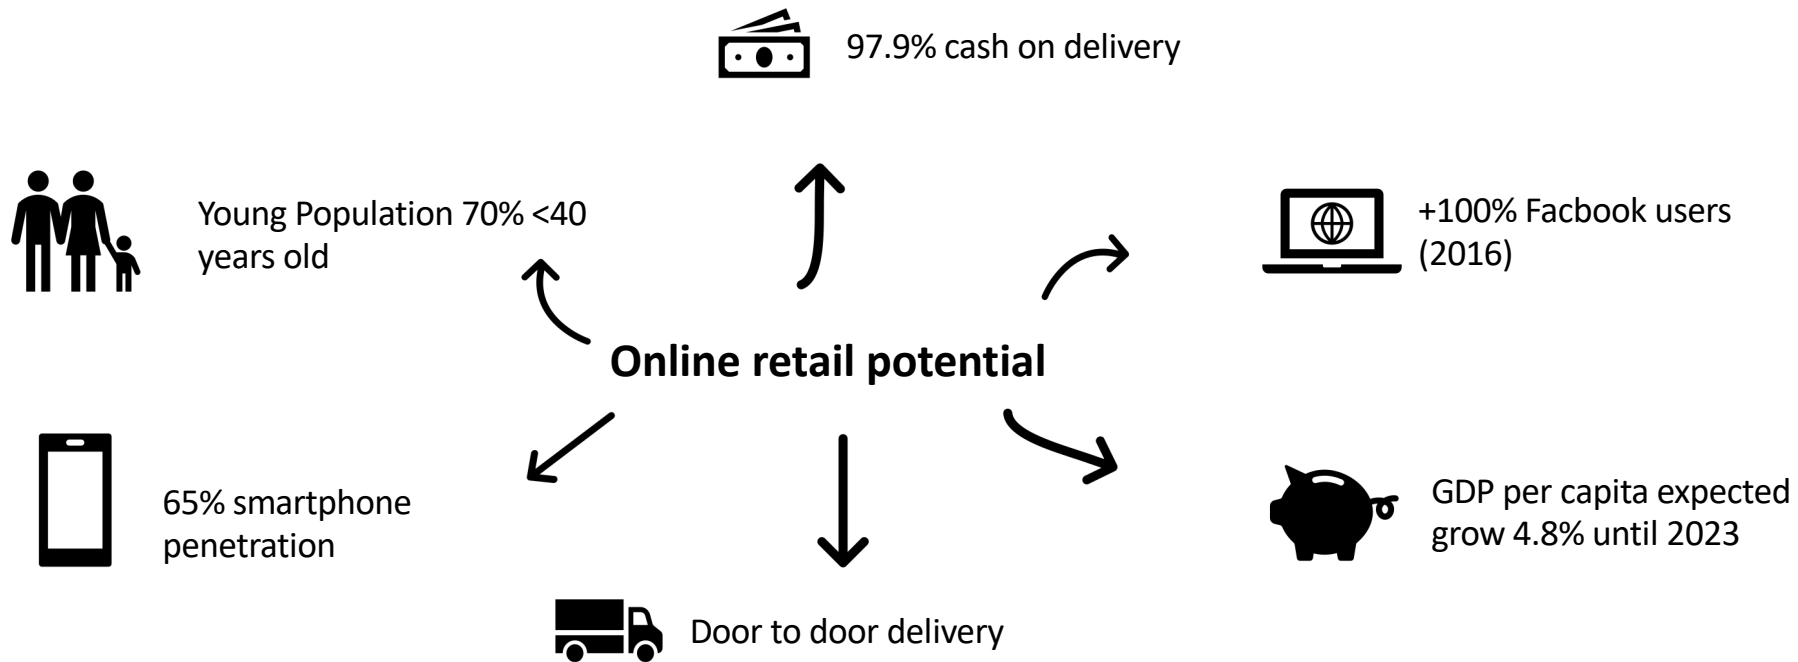 97.9% cash on delivery
Young Population 70% <40
years old
+100% Facbook users
(2016)
Online retail potential
65% smartphone
penetration
GDP per capita expected
grow 4.8% until 2023
Door to door delivery